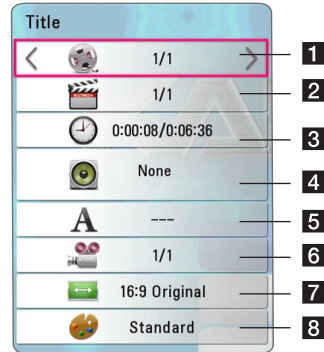 Title
1/1 1
1/1 2
0:00:08/0:06:36 3
None 4
A --- 5
1/1 6
16:9 Original 7
Standard 8